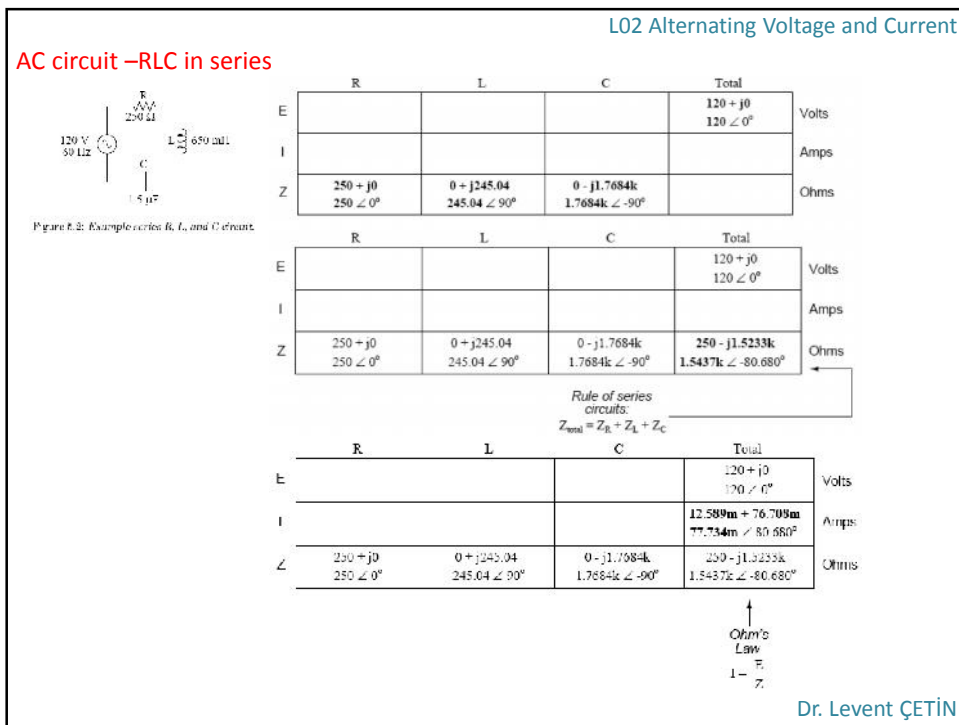 L02 Alternating Voltage and Current
AC circuit –RLC in series
R
250 Ω
120 V
60 Hz
L 650 mH
C
1.5 µF
Figure 5.2: Example series R, L, and C circuit.
R L C Total
E 120 + j0 Volts
120 ∠ 0°
I Amps
Z 250 + j0 0 + j245.04 0 - j1.7684k Ohms
250 ∠ 0° 245.04 ∠ 90° 1.7684k ∠ -90°
R L C Total
E 120 + j0 Volts
120 ∠ 0°
I Amps
Z 250 + j0 0 + j245.04 0 - j1.7684k 250 - j1.5233k Ohms
250 ∠ 0° 245.04 ∠ 90° 1.7684k ∠ -90° 1.5437k ∠ -80.680°
Rule of series
circuits:
Ztotal = ZR + ZL + ZC
R L C Total
E 120 + j0 Volts
120 ∠ 0°
I 12.589m + 76.708m Amps
77.734m ∠ 80.680°
Z 250 + j0 0 + j245.04 0 - j1.7684k 250 - j1.5233k Ohms
250 ∠ 0° 245.04 ∠ 90° 1.7684k ∠ -90° 1.5437k ∠ -80.680°
Ohm's
Law
I = E
Z
Dr. Levent ÇETİN